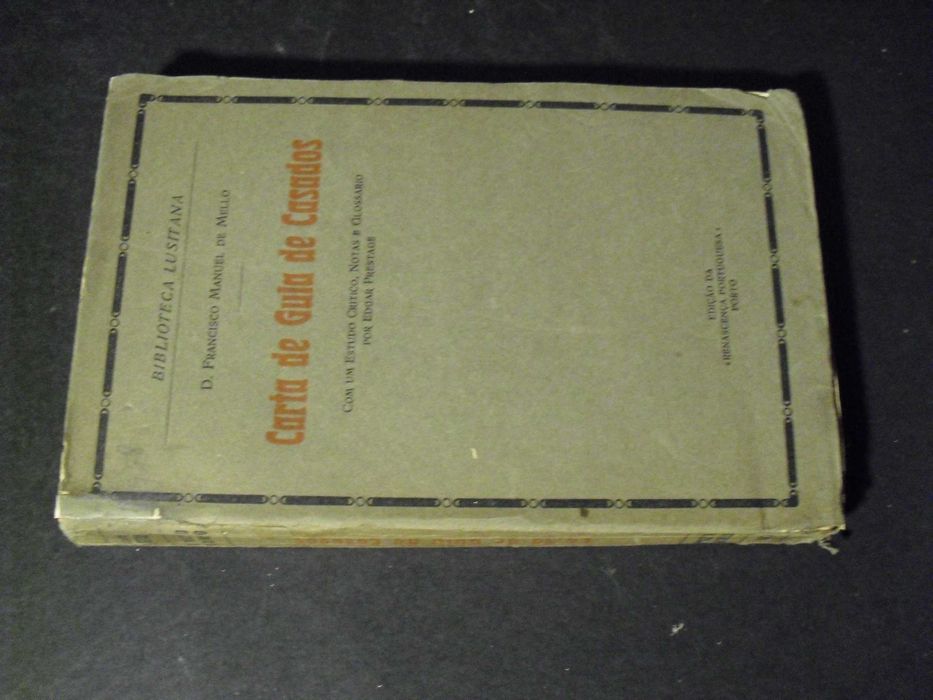 BIBLIOTECA LUSITANA
D. FRANCISCO MANUEL DE MELLO
Carta de Guia de Casados
COM UM ESTUDO CRITICO, NOTAS E GLOSSÁRIO
POR EDGAR PRESTAGE
EDIÇÃO DA
«RENASCENÇA PORTUGUESA»
PORTO